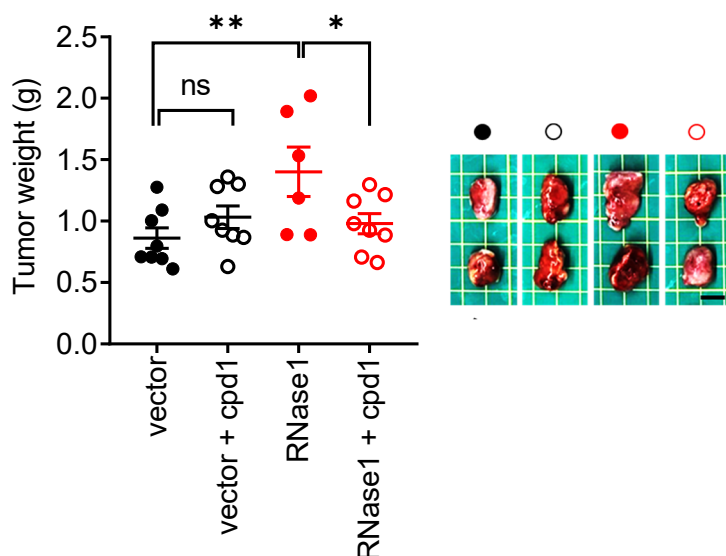 ** *
ns
Tumor weight (g)
2.5
2.0
1.5
1.0
0.5
0.0
vector
vector + cpd1
RNase1
RNase1 + cpd1